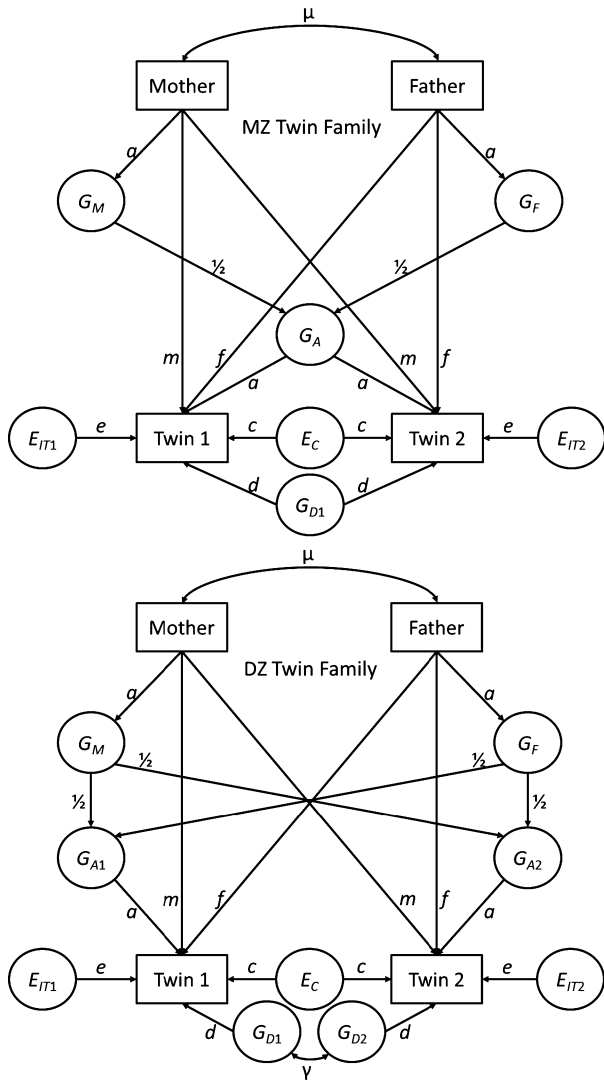 μ
Mother Father
MZ Twin Family
a a
G_M G_F
½ ½
G_A
m f a a m f
E_IT1 e Twin 1 c E_C c Twin 2 e E_IT2
d G_D1 d
μ
Mother Father
DZ Twin Family
a a
G_M G_F
½ ½
½ ½
G_A1 G_A2
a m f m f a
E_IT1 e Twin 1 c E_C c Twin 2 e E_IT2
d G_D1 G_D2 d
γ